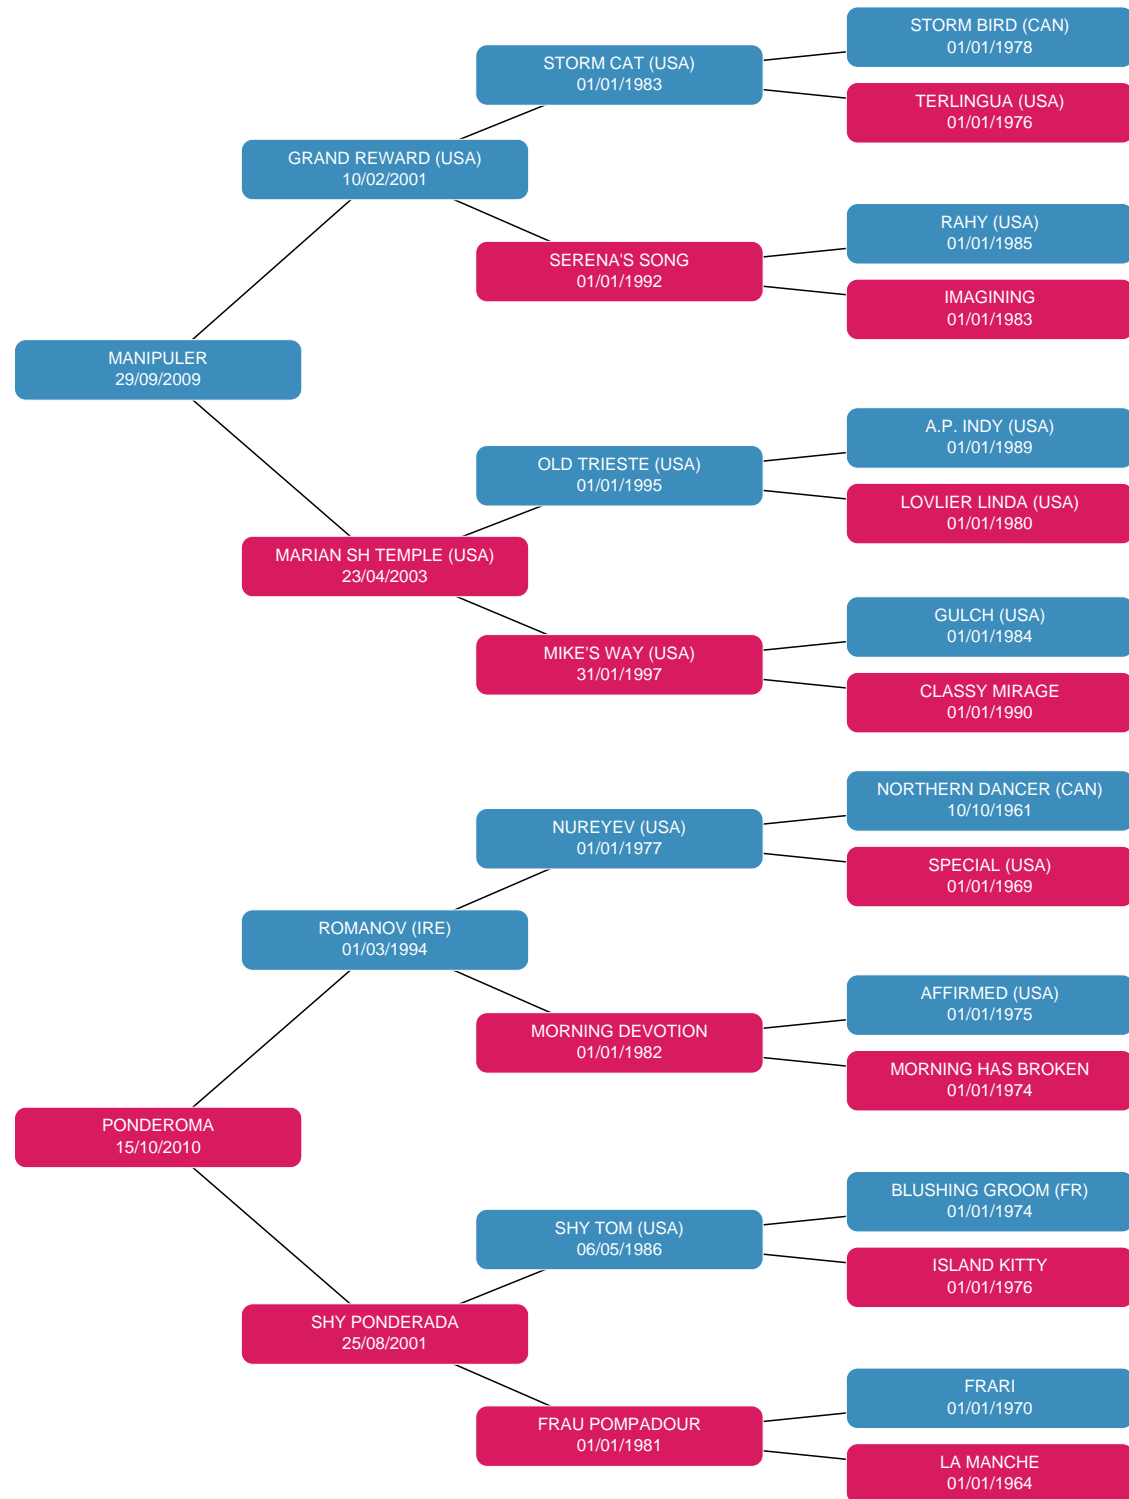 STORM BIRD (CAN)
01/01/1978
STORM CAT (USA)
01/01/1983
TERLINGUA (USA)
01/01/1976
GRAND REWARD (USA)
10/02/2001
RAHY (USA)
01/01/1985
SERENA'S SONG
01/01/1992
IMAGINING
01/01/1983
MANIPULER
29/09/2009
A.P. INDY (USA)
01/01/1989
OLD TRIESTE (USA)
01/01/1995
LOVLIER LINDA (USA)
01/01/1980
MARIAN SH TEMPLE (USA)
23/04/2003
GULCH (USA)
01/01/1984
MIKE'S WAY (USA)
31/01/1997
CLASSY MIRAGE
01/01/1990
NORTHERN DANCER (CAN)
10/10/1961
NUREYEV (USA)
01/01/1977
SPECIAL (USA)
01/01/1969
ROMANOV (IRE)
01/03/1994
AFFIRMED (USA)
01/01/1975
MORNING DEVOTION
01/01/1982
MORNING HAS BROKEN
01/01/1974
PONDEROMA
15/10/2010
BLUSHING GROOM (FR)
01/01/1974
SHY TOM (USA)
06/05/1986
ISLAND KITTY
01/01/1976
SHY PONDERADA
25/08/2001
FRARI
01/01/1970
FRAU POMPADOUR
01/01/1981
LA MANCHE
01/01/1964